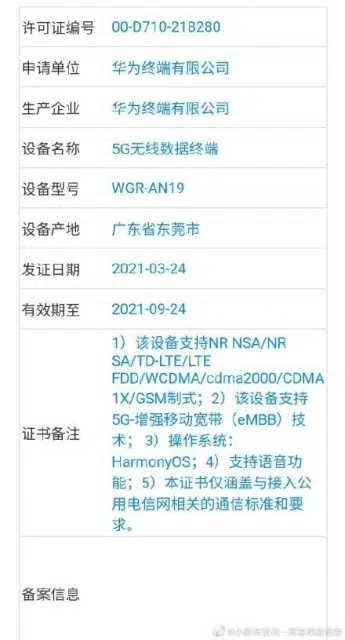 许可证编号 00-D710-218280
申请单位 华为终端有限公司
生产企业 华为终端有限公司
设备名称 5G无线数据终端
设备型号 WGR-AN19
设备产地 广东省东莞市
发证日期 2021-03-24
有效期至 2021-09-24
证书备注
1）该设备支持NR NSA/NR
SA/TD-LTE/LTE
FDD/WCDMA/cdma2000/CDMA
1X/GSM制式；2）该设备支持
5G-增强移动宽带（eMBB）技
术； 3）操作系统：
HarmonyOS；4）支持语音功
能；5）本证书仅涵盖与接入公
用电信网相关的通信标准和要
求。
备案信息